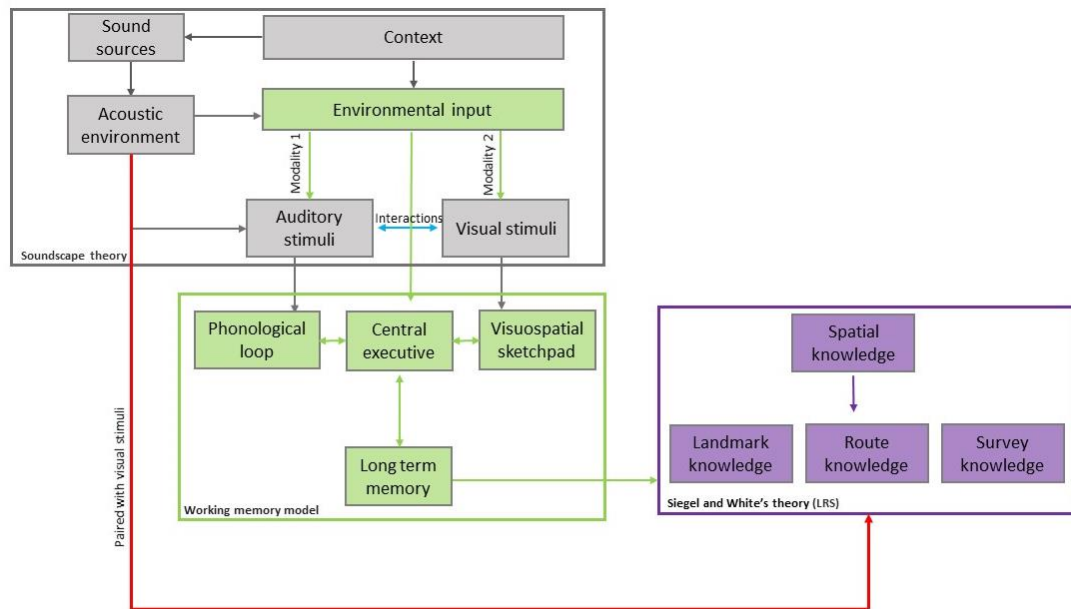 Sound
sources
Context
Acoustic
environment
Environmental input
Modality 1
Modality 2
Auditory
stimuli
Interactions
Visual stimuli
Soundscape theory
Phonological
loop
Central
executive
Visuospatial
sketchpad
Long term
memory
Working memory model
Spatial
knowledge
Landmark
knowledge
Route
knowledge
Survey
knowledge
Siegel and White's theory (LRS)
Paired with visual stimuli